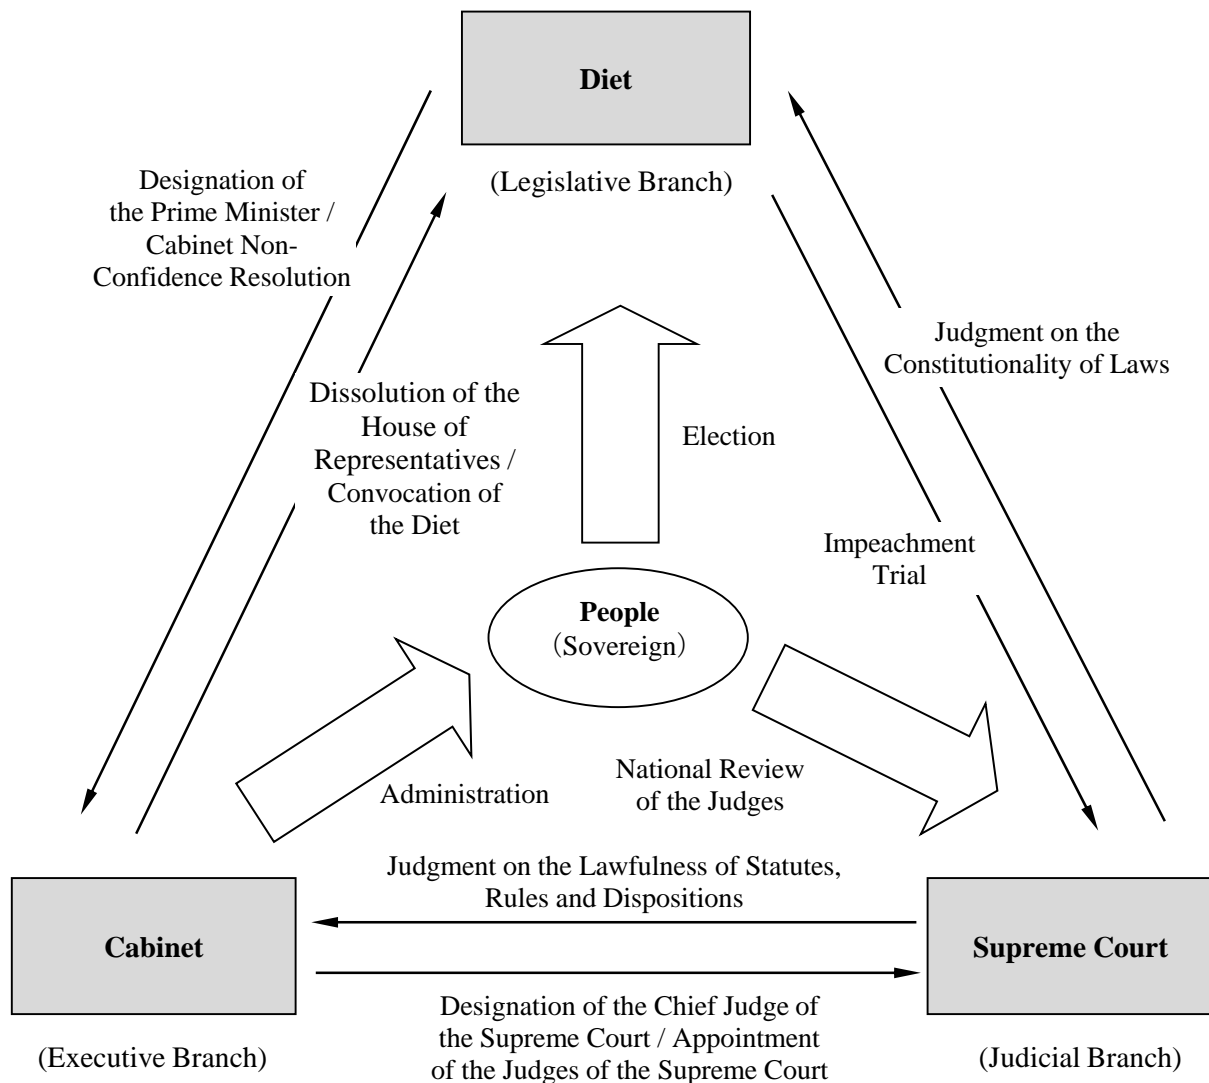 Diet
(Legislative Branch)
Designation of
the Prime Minister /
Cabinet Non-
Confidence Resolution
Judgment on the
Constitutionality of Laws
Dissolution of the
House of
Representatives /
Convocation of
the Diet
Election
Impeachment
Trial
People
（Sovereign）
Administration
National Review
of the Judges
Judgment on the Lawfulness of Statutes,
Rules and Dispositions
Cabinet
Supreme Court
Designation of the Chief Judge of
the Supreme Court / Appointment
of the Judges of the Supreme Court
(Executive Branch)
(Judicial Branch)